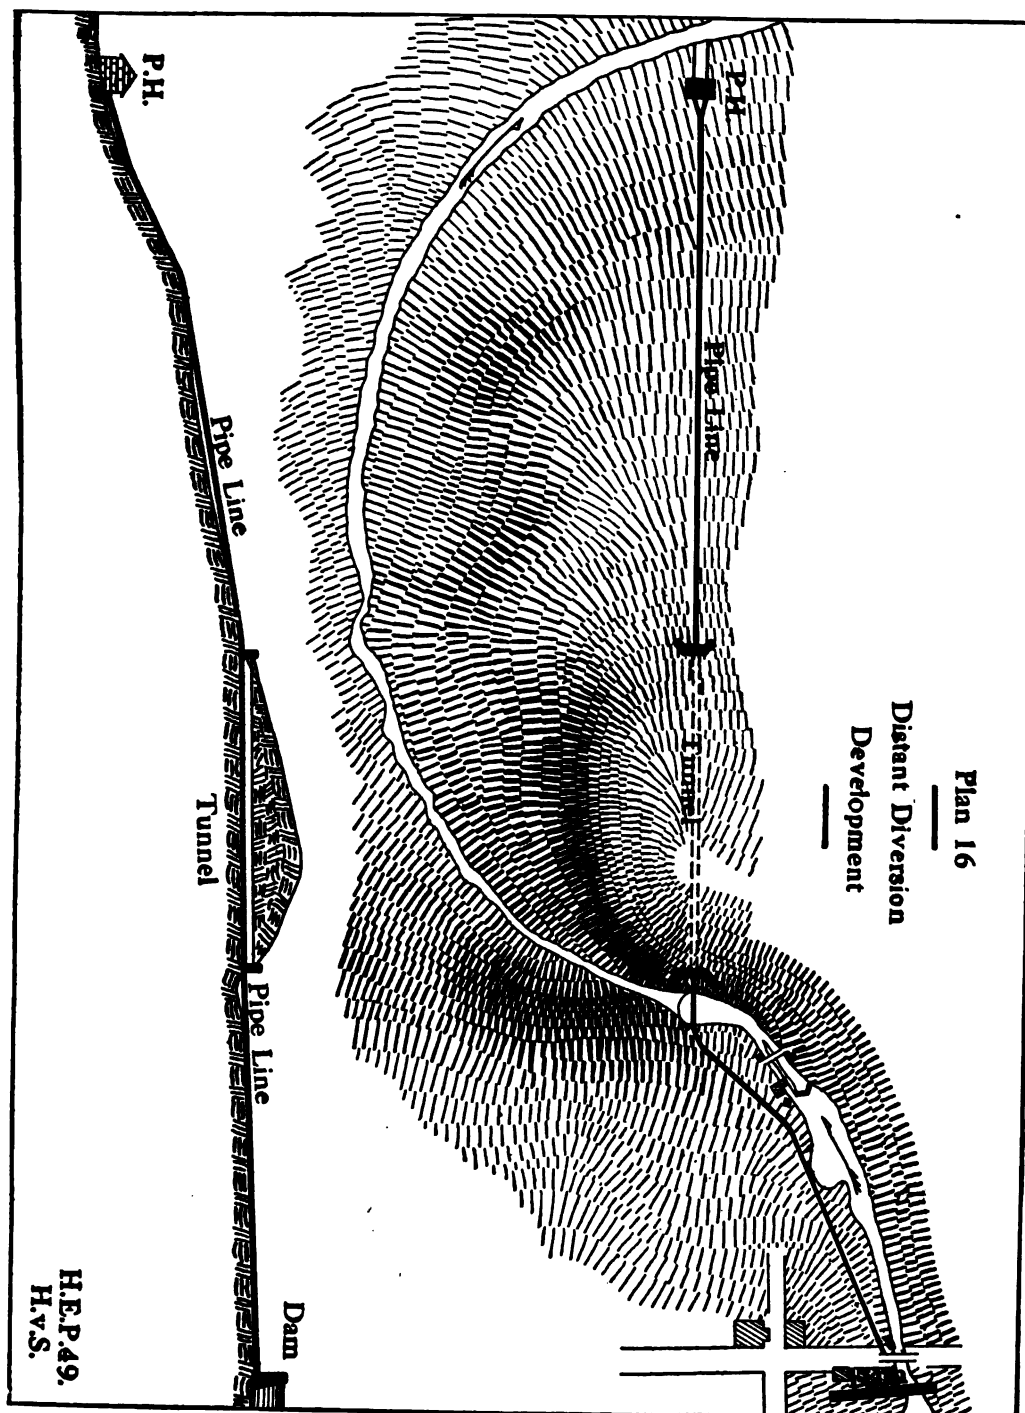 Plan 16
Distant Diversion
Development
P.H
Pipe Line
Tunnel
P.H.
Pipe Line
Tunnel
Pipe Line
Dam
H.E.P.49.
H.v.S.